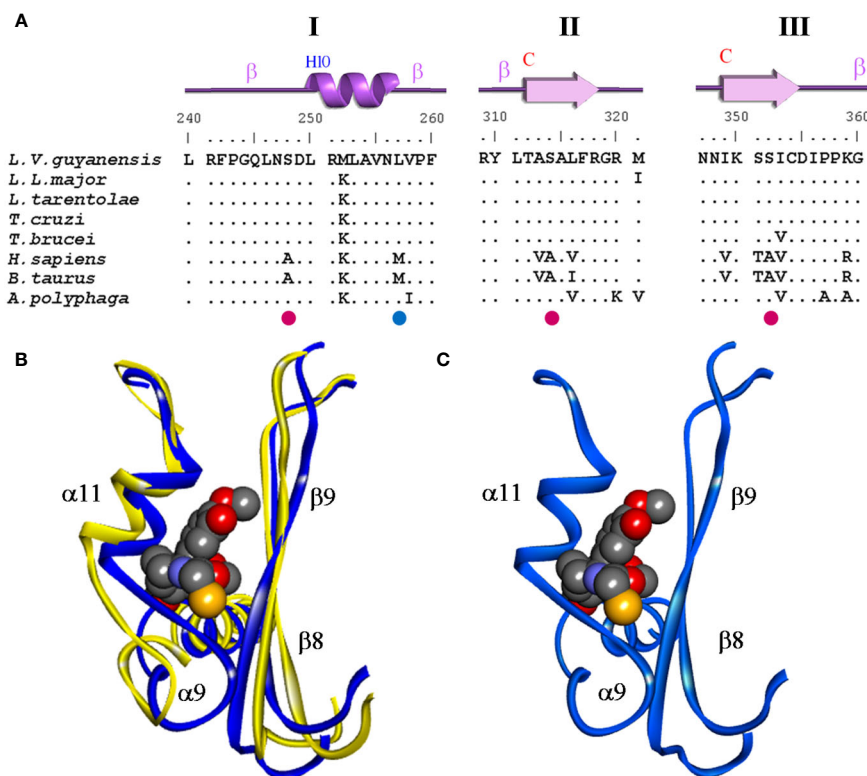 A
I II III
β H10 β β C C β
240 250 260 310 320 350 360
L.V.guyanensis L RFPGQLNSDL RMLAVNLVPF RY LTASALFRGR M NNIK SSICDIPPKG
L.L.major . .......... .K........ .. .......... I .... ..........
L.tarentolae . .......... .K........ .. .......... . .... ..........
T.cruzi . .......... .K........ .. .......... . .... ..........
T.brucei . .......... .K........ .. .......... . .... ..V.......
H.sapiens . .......A.. .K....M... .. ..VA.V.... . ..V. TAV.....R.
B.taurus . .......A.. .K....M... .. ..VA.I.... . ..V. TAV.....R.
A.polyphaga . .......... .K.....I.. .. .....V...K V .... ..V...A.A.
B C
α11 β9 α11 β9
β8 β8
α9 α9